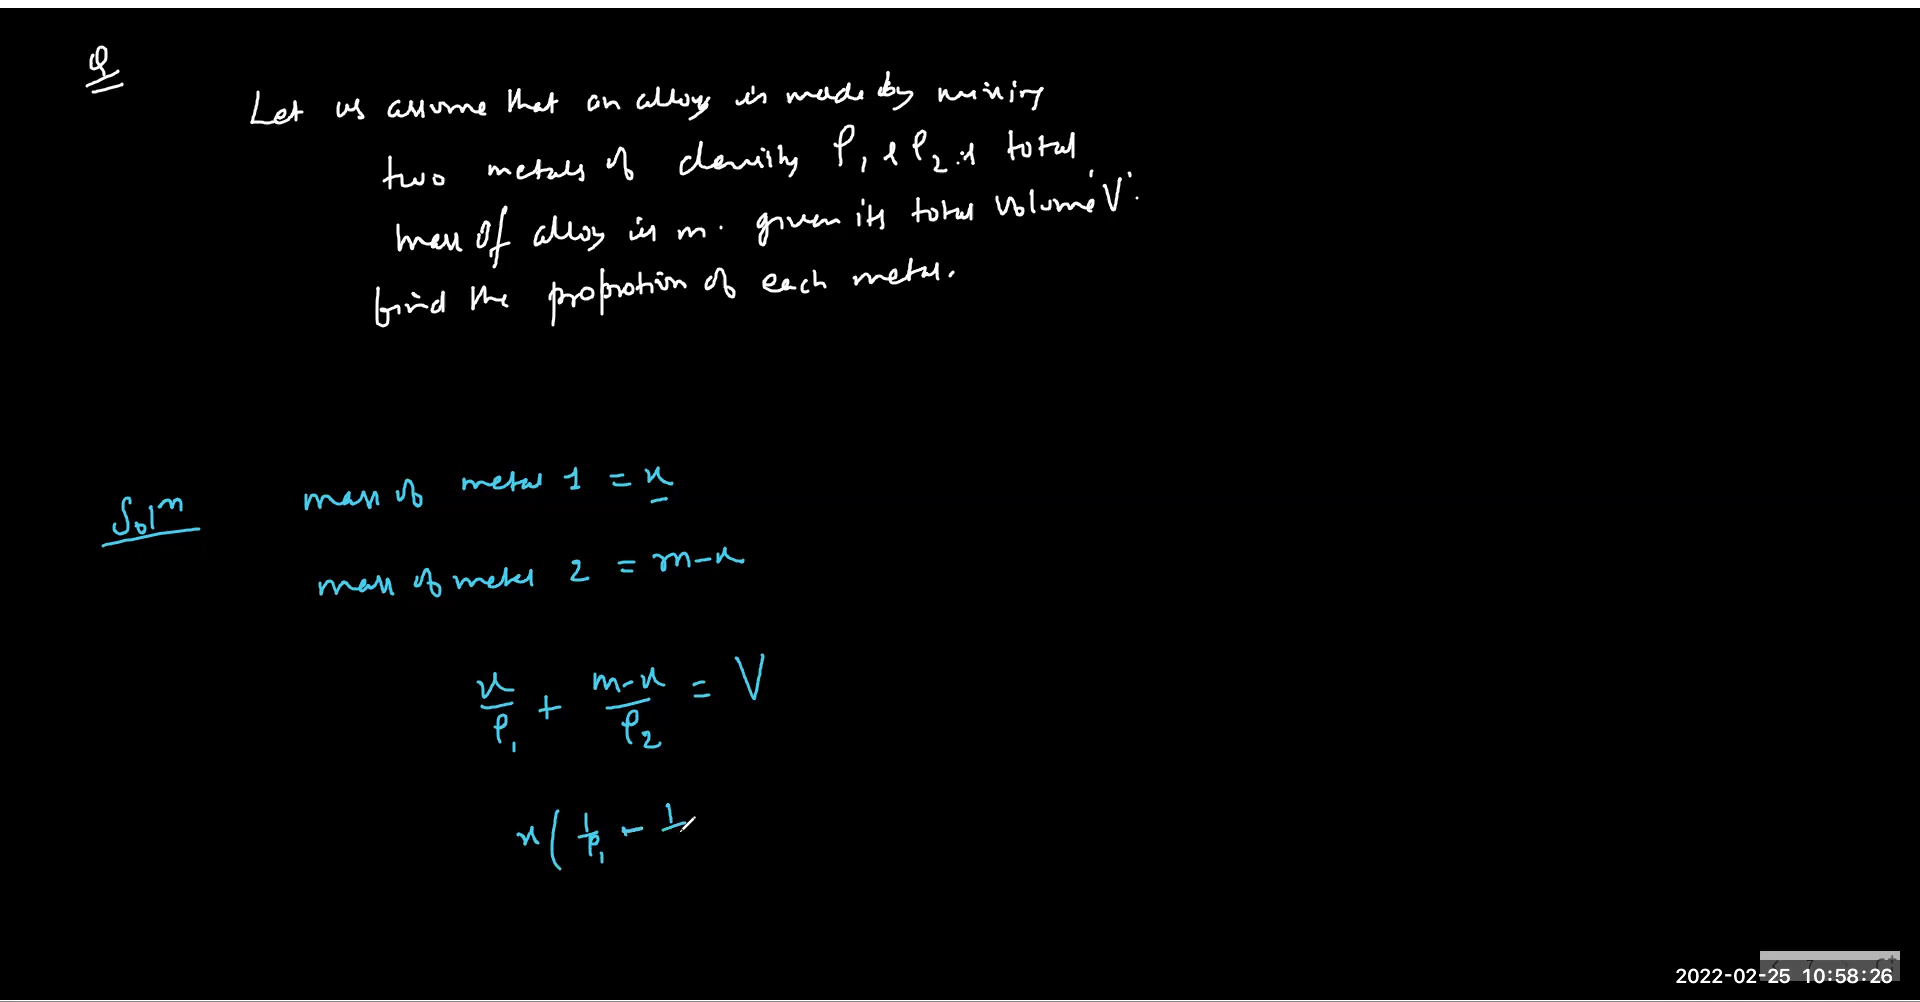 Q
Let us assume that an alloy is made by mixing
two metals of density ρ₁ & ρ₂ . & total
mass of alloy is m. given its total volume 'V'.
find the proprotion of each metal.
Solⁿ
mass of metal 1 = x
mass of metal 2 = m-x
x/ρ₁ + (m-x)/ρ₂ = V
x( 1/ρ₁ - 1/
2022-02-25 10:58:26